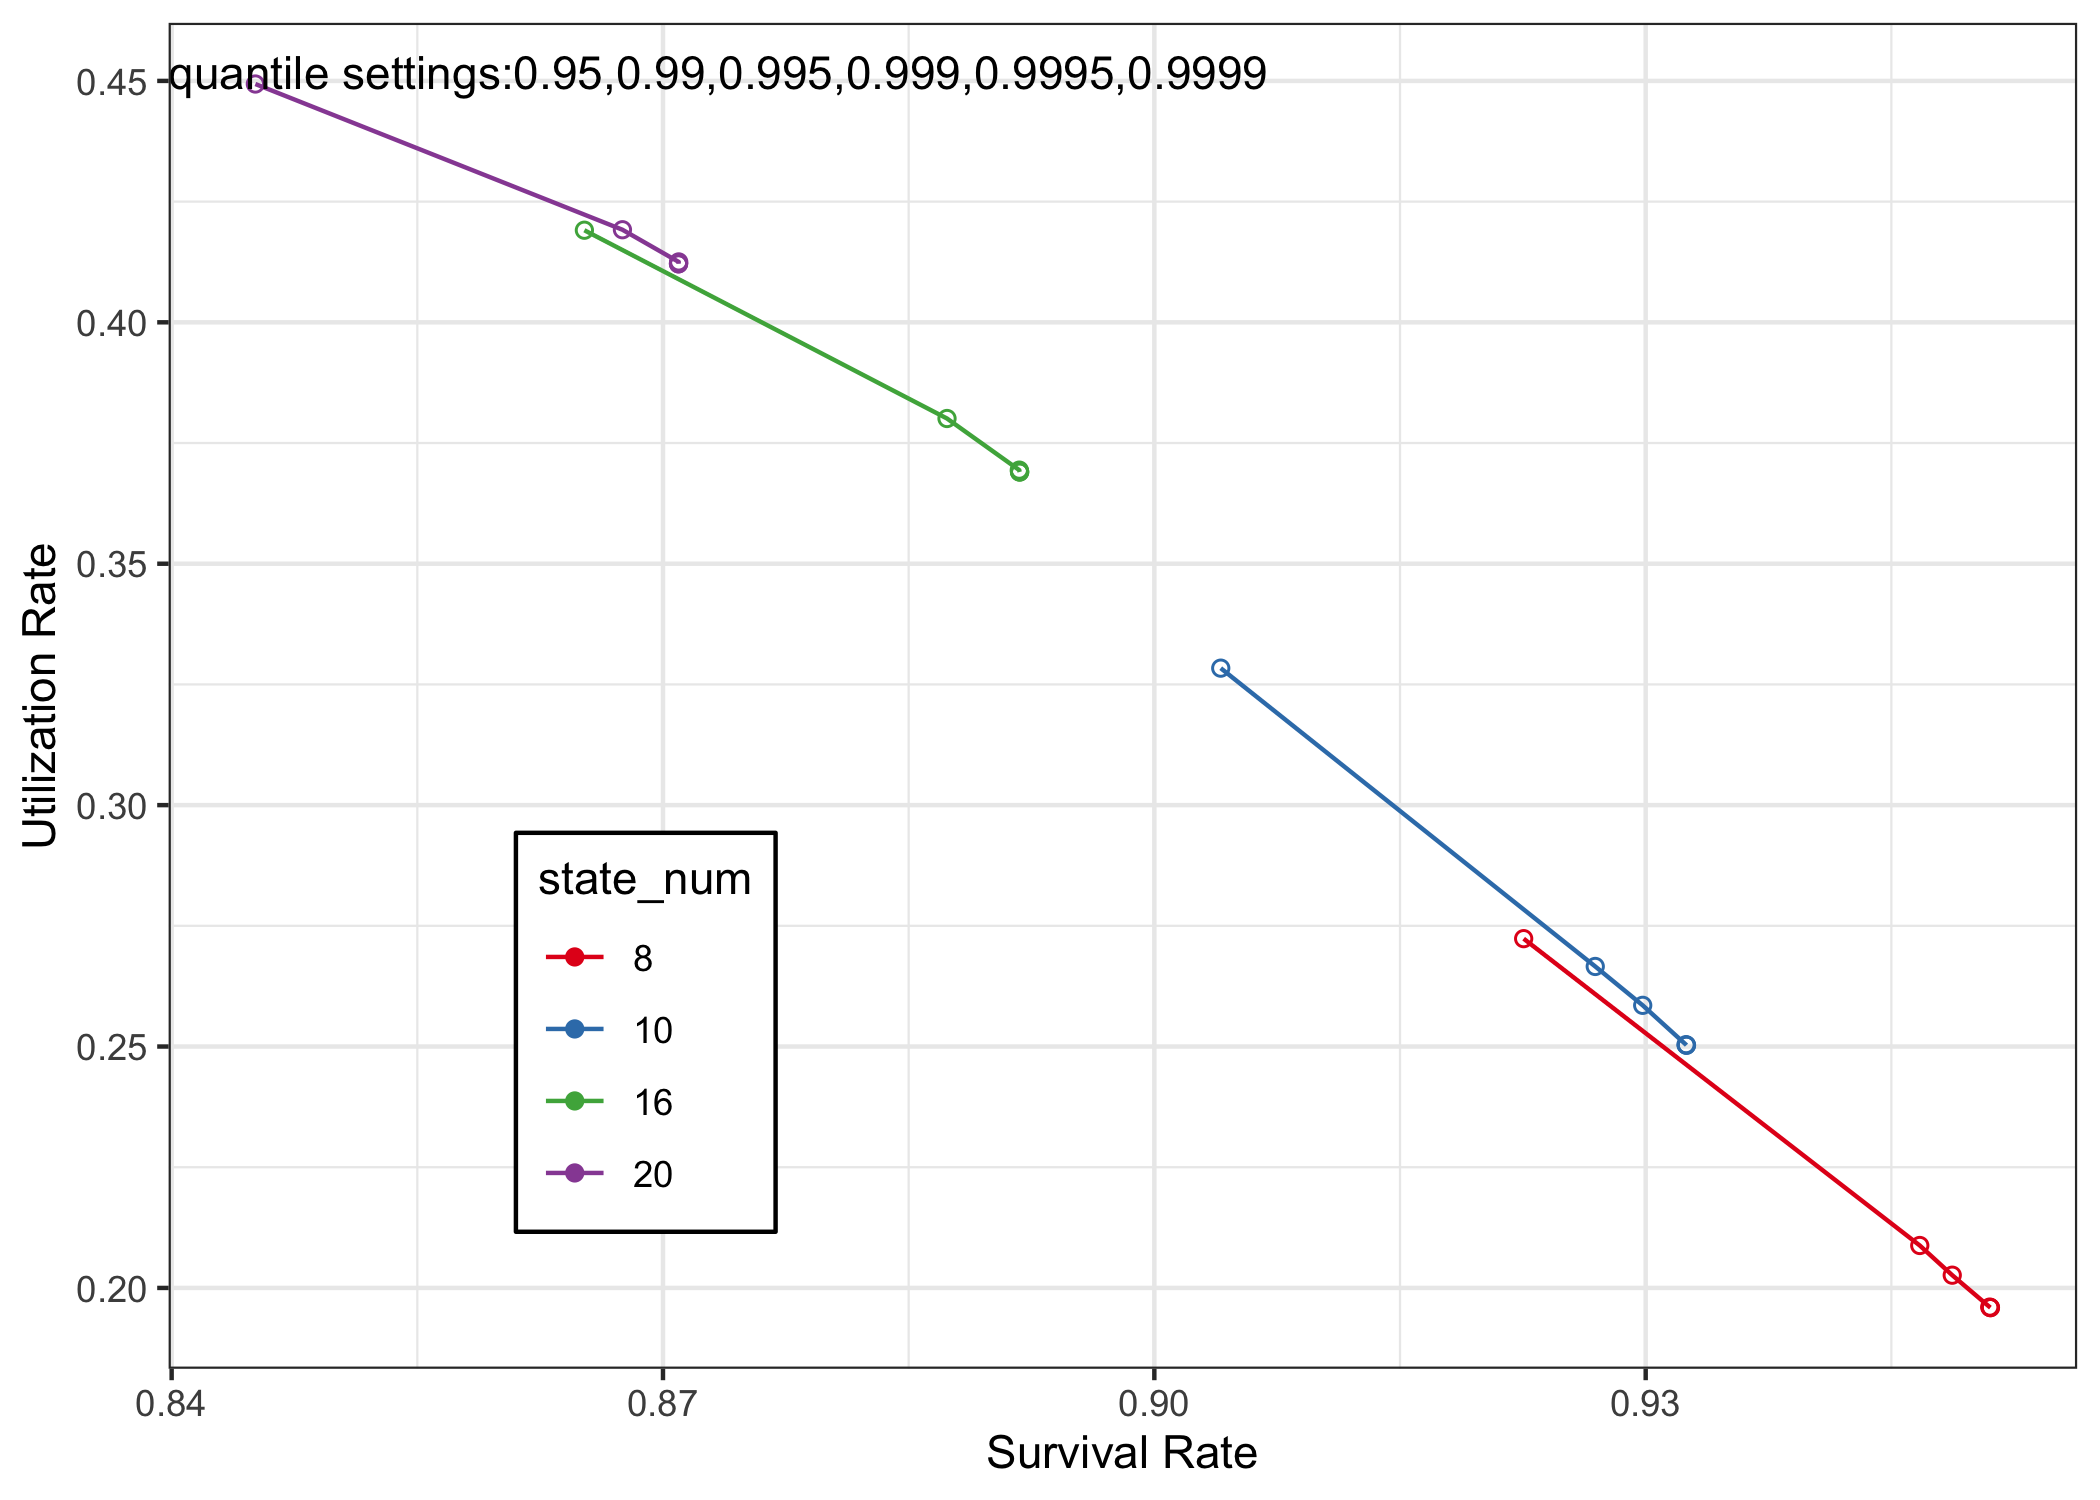 quantile settings:0.95,0.99,0.995,0.999,0.9995,0.9999
0.45
0.40
0.35
0.30
0.25
0.20
Utilization Rate
state_num
8
10
16
20
0.84 0.87 0.90 0.93
Survival Rate